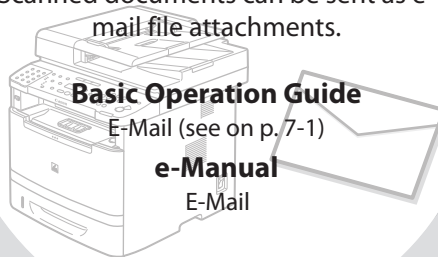 Scanned documents can be sent as e-
mail file attachments.
Basic Operation Guide
E-Mail (see on p. 7-1)
e-Manual
E-Mail